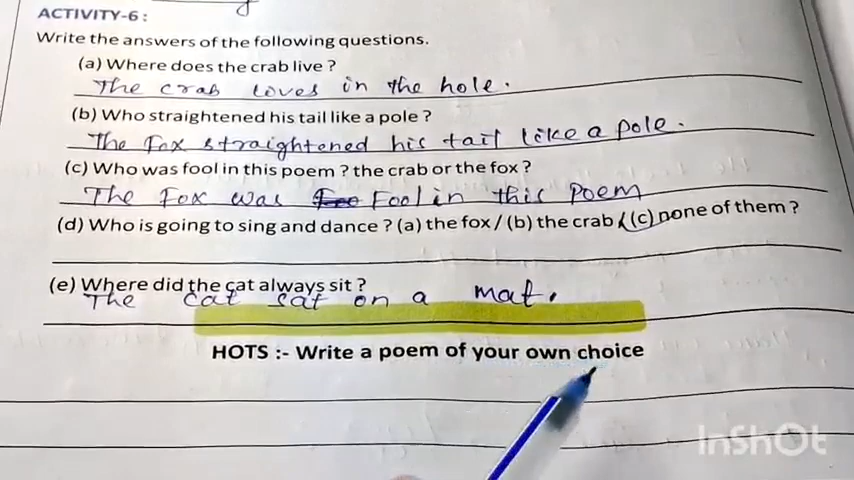 ACTIVITY-6 :
Write the answers of the following questions.
(a) Where does the crab live ?
The crab loves in the hole.
(b) Who straightened his tail like a pole ?
The Fox straightened his tail like a pole.
(c) Who was fool in this poem ? the crab or the fox ?
The Fox was Fool in this Poem
(d) Who is going to sing and dance ? (a) the fox / (b) the crab / (c) none of them ?
(e) Where did the cat always sit ?
The cat sat on a mat.
HOTS :- Write a poem of your own choice
InShOt